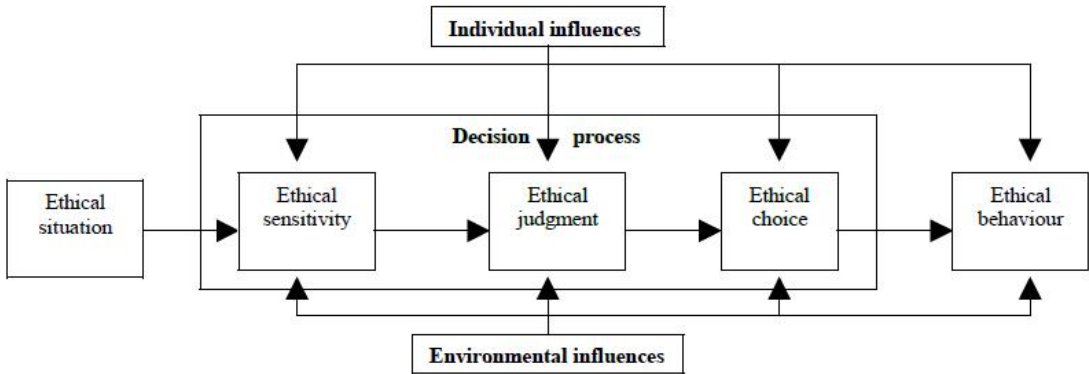 Individual influences
Decision process
Ethical
situation
Ethical
sensitivity
Ethical
judgment
Ethical
choice
Ethical
behaviour
Environmental influences